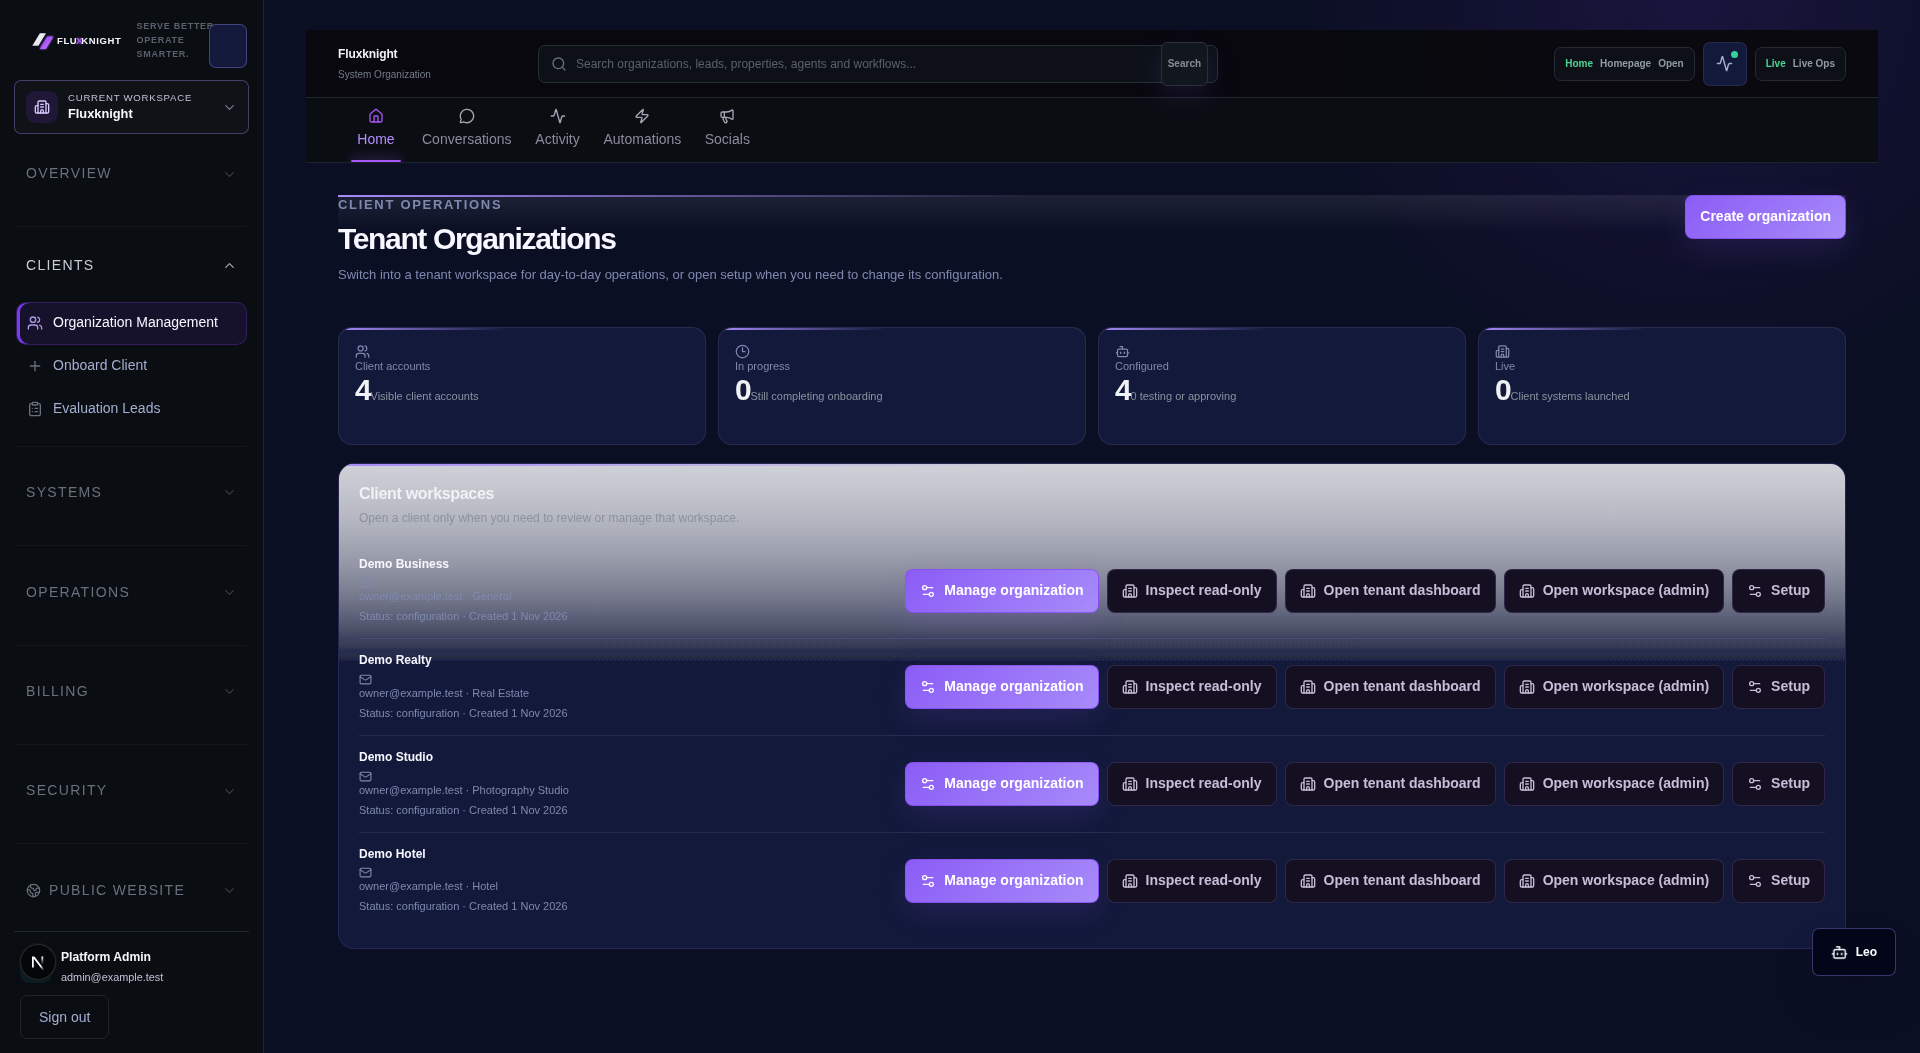 FLUXKNIGHT
SERVE BETTER
OPERATE
SMARTER.
CURRENT WORKSPACE
Fluxknight
OVERVIEW
CLIENTS
Organization Management
Onboard Client
Evaluation Leads
SYSTEMS
OPERATIONS
BILLING
SECURITY
PUBLIC WEBSITE
Platform Admin
admin@example.test
Sign out
Fluxknight
System Organization
Search organizations, leads, properties, agents and workflows...
Search
Home Homepage Open
Live Live Ops
Home
Conversations
Activity
Automations
Socials
CLIENT OPERATIONS
Tenant Organizations
Switch into a tenant workspace for day-to-day operations, or open setup when you need to change its configuration.
Create organization
Client accounts
4 Visible client accounts
In progress
0 Still completing onboarding
Configured
4 0 testing or approving
Live
0 Client systems launched
Client workspaces
Open a client only when you need to review or manage that workspace.
Demo Business
owner@example.test · General
Status: configuration · Created 1 Nov 2026
Manage organization
Inspect read-only
Open tenant dashboard
Open workspace (admin)
Setup
Demo Realty
owner@example.test · Real Estate
Status: configuration · Created 1 Nov 2026
Manage organization
Inspect read-only
Open tenant dashboard
Open workspace (admin)
Setup
Demo Studio
owner@example.test · Photography Studio
Status: configuration · Created 1 Nov 2026
Manage organization
Inspect read-only
Open tenant dashboard
Open workspace (admin)
Setup
Demo Hotel
owner@example.test · Hotel
Status: configuration · Created 1 Nov 2026
Manage organization
Inspect read-only
Open tenant dashboard
Open workspace (admin)
Setup
Leo